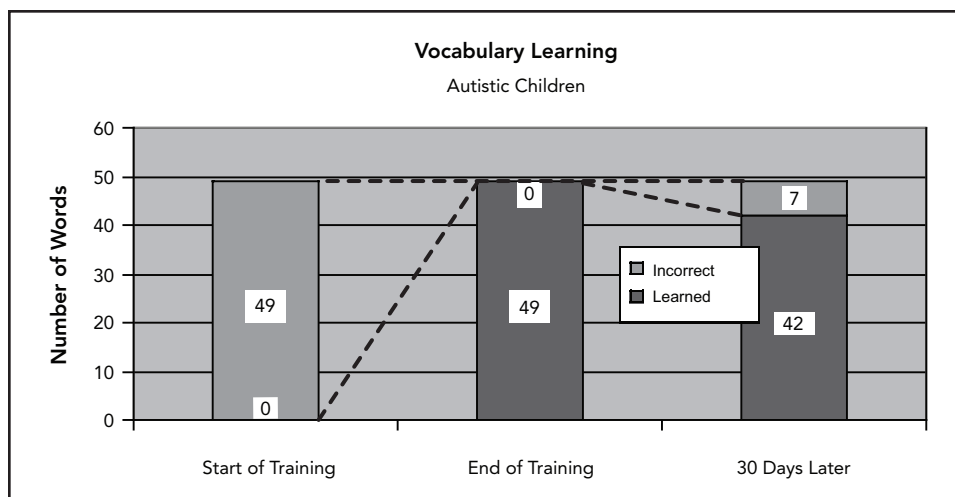 Vocabulary Learning
Autistic Children
Number of Words
60
50
40
30
20
10
0
49
0
0
49
7
42
Incorrect
Learned
Start of Training
End of Training
30 Days Later